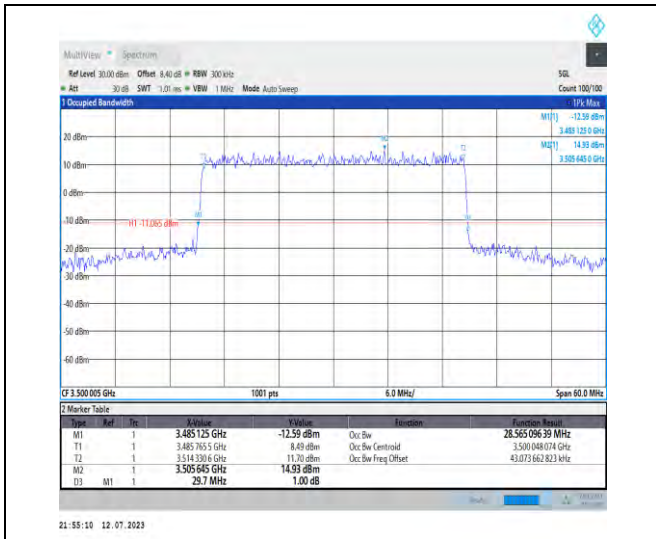 MultiView Spectrum
Ref Level 30.00 dBm Offset 8.40 dB RBW 300 kHz SGL
Att 30 dB SWT 1.01 ms VBW 1 MHz Mode Auto Sweep Count 100/100
1 Occupied Bandwidth 1Pk Max
M1[1] -12.59 dBm
3.485 125 0 GHz
M2[1] 14.93 dBm
3.505 645 0 GHz
20 dBm
10 dBm
0 dBm
-10 dBm
H1 -11.065 dBm
-20 dBm
-30 dBm
-40 dBm
-50 dBm
-60 dBm
CF 3.500 005 GHz 1001 pts 6.0 MHz/ Span 60.0 MHz
2 Marker Table
Type Ref Trc X-Value Y-Value Function Function Result
M1 1 3.485 125 GHz -12.59 dBm Occ Bw 28.565 096 39 MHz
T1 1 3.485 765 5 GHz 8.49 dBm Occ Bw Centroid 3.500 048 074 GHz
T2 1 3.514 330 6 GHz 11.70 dBm Occ Bw Freq Offset 43.073 662 823 kHz
M2 1 3.505 645 GHz 14.93 dBm
D3 M1 1 29.7 MHz 1.00 dB
21:55:10 12.07.2023